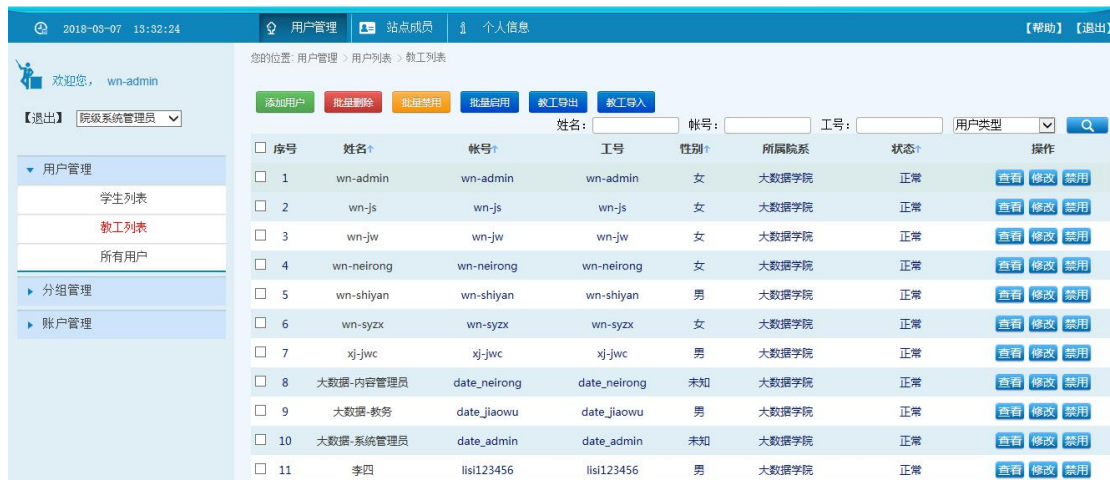 2018-03-07 13:32:24 用户管理 站点成员 个人信息 【帮助】 【退出】
您的位置: 用户管理 > 用户列表 > 教工列表
欢迎您， wn-admin
【退出】 院级系统管理员
用户管理
学生列表
教工列表
所有用户
分组管理
账户管理
添加用户 批量删除 批量禁用 批量启用 教工导出 教工导入
姓名: 帐号: 工号: 用户类型
序号 姓名↑ 帐号↑ 工号 性别↑ 所属院系 状态↑ 操作
1 wn-admin wn-admin wn-admin 女 大数据学院 正常 查看 修改 禁用
2 wn-js wn-js wn-js 女 大数据学院 正常 查看 修改 禁用
3 wn-jw wn-jw wn-jw 女 大数据学院 正常 查看 修改 禁用
4 wn-neirong wn-neirong wn-neirong 女 大数据学院 正常 查看 修改 禁用
5 wn-shiyan wn-shiyan wn-shiyan 男 大数据学院 正常 查看 修改 禁用
6 wn-syzx wn-syzx wn-syzx 女 大数据学院 正常 查看 修改 禁用
7 xj-jwc xj-jwc xj-jwc 男 大数据学院 正常 查看 修改 禁用
8 大数据-内容管理员 date_neirong date_neirong 未知 大数据学院 正常 查看 修改 禁用
9 大数据-教务 date_jiaowu date_jiaowu 男 大数据学院 正常 查看 修改 禁用
10 大数据-系统管理员 date_admin date_admin 未知 大数据学院 正常 查看 修改 禁用
11 李四 lisi123456 lisi123456 男 大数据学院 正常 查看 修改 禁用